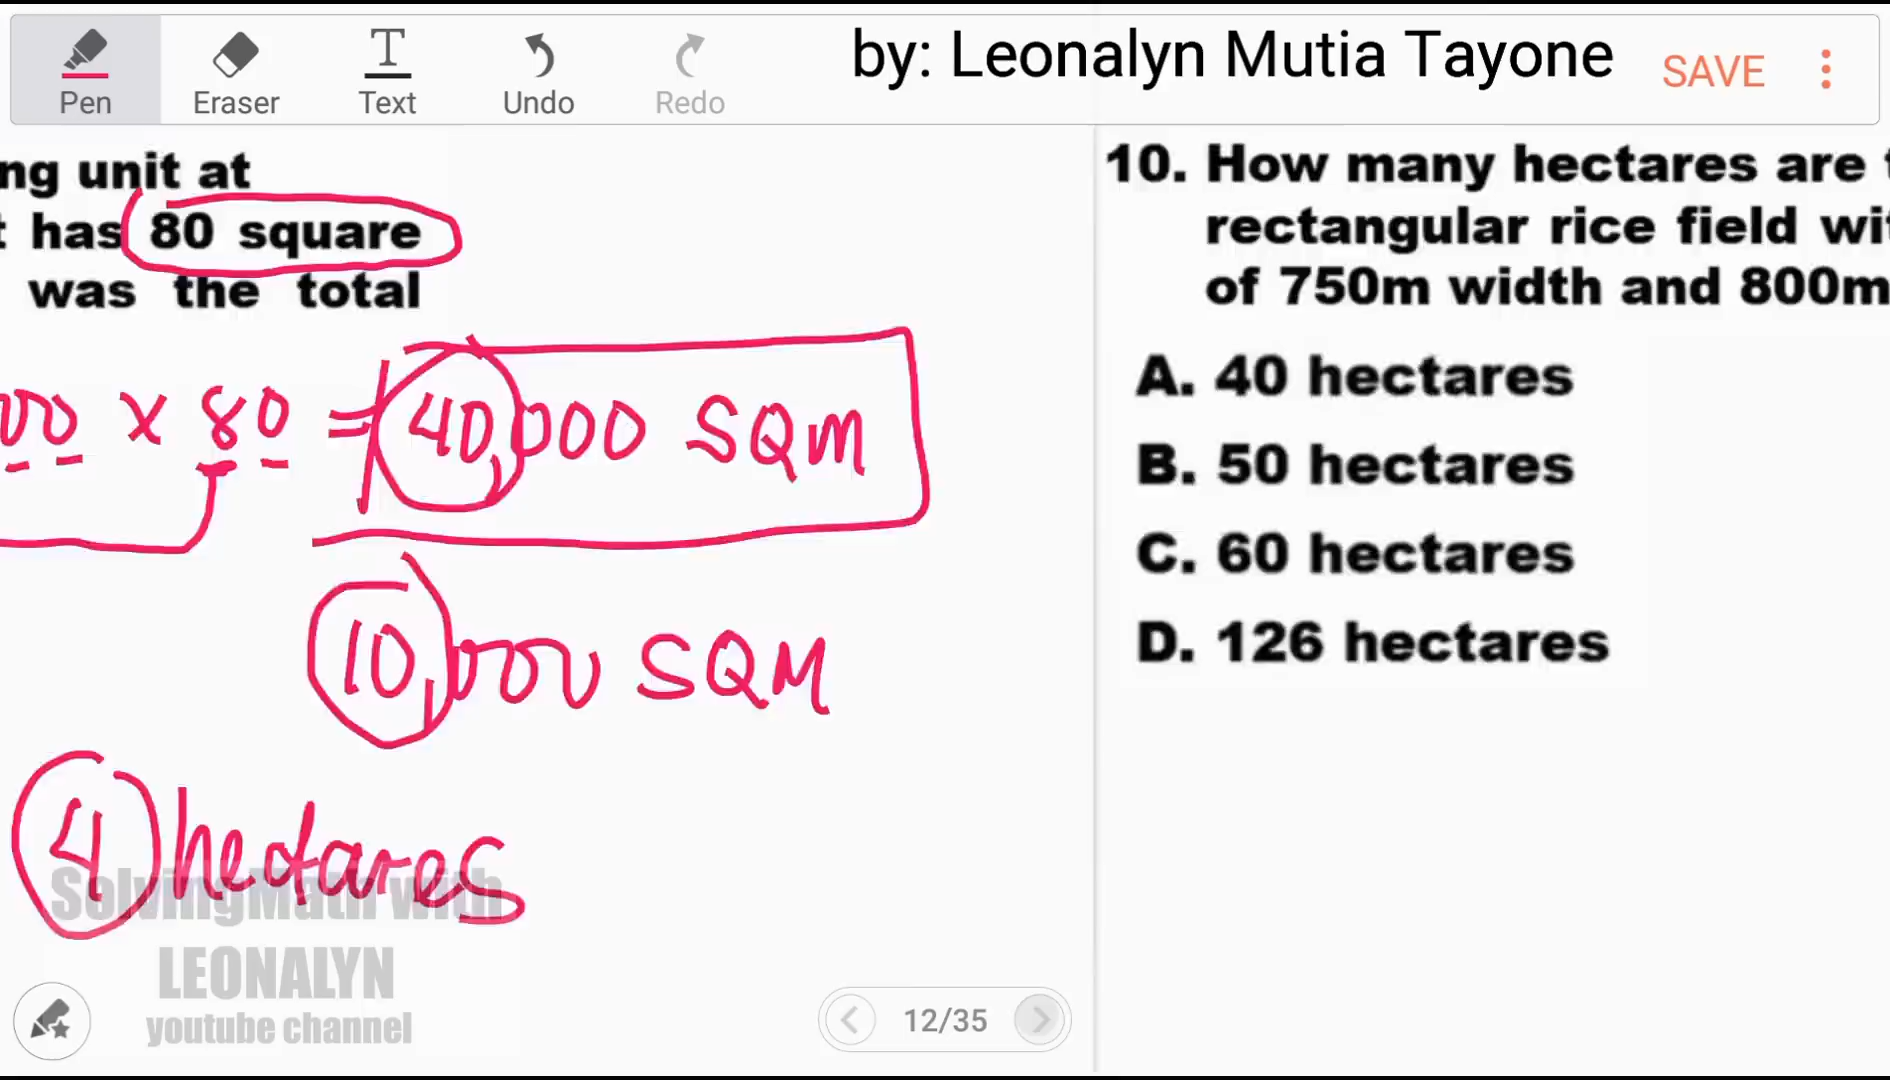 Pen
Eraser
Text
Undo
Redo
by: Leonalyn Mutia Tayone
SAVE
ng unit at
has 80 square
was the total
00 x 80 = 40,000 SQM
10,000 SQM
4 hectares
SolvingMath with
LEONALYN
youtube channel
12/35
10. How many hectares are
rectangular rice field wi
of 750m width and 800m
A. 40 hectares
B. 50 hectares
C. 60 hectares
D. 126 hectares